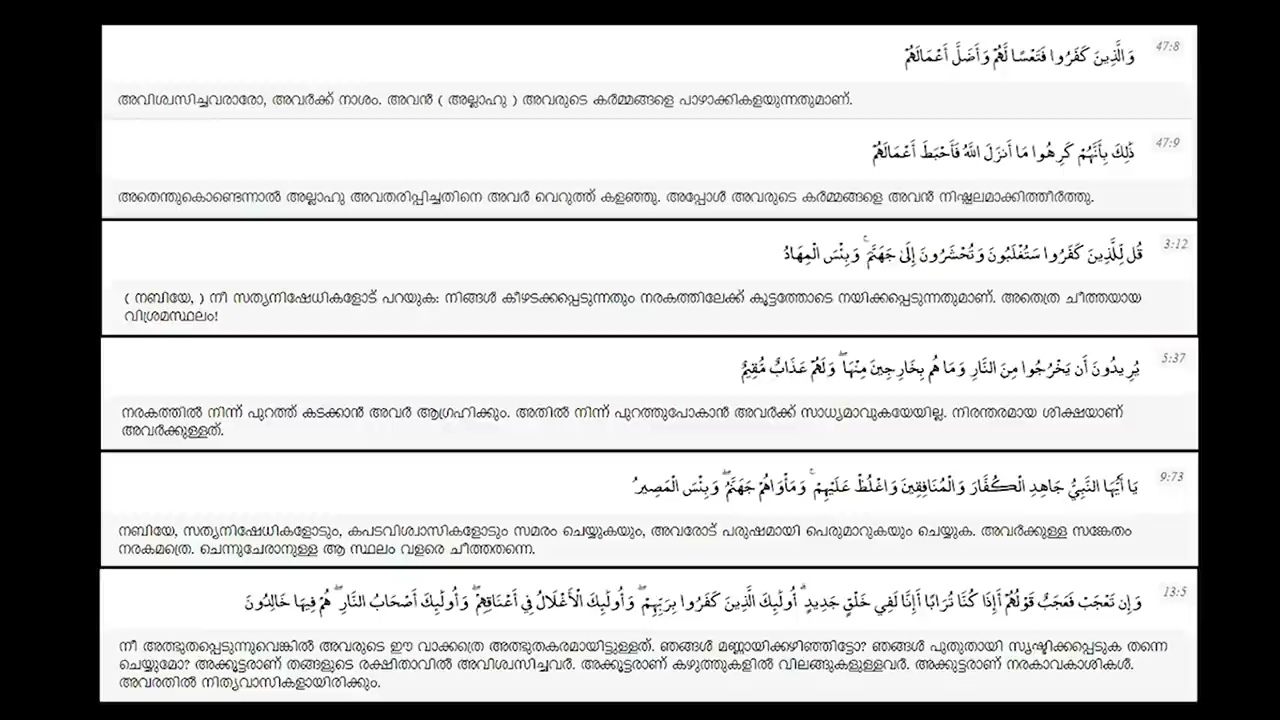 47:8
وَالَّذِينَ كَفَرُوا فَتَعْسًا لَّهُمْ وَأَضَلَّ أَعْمَالَهُمْ
അവിശ്വസിച്ചവരാരോ, അവർക്ക് നാശം. അവൻ ( അല്ലാഹു ) അവരുടെ കർമ്മങ്ങളെ പാഴാക്കികളയുന്നതുമാണ്.
47:9
ذَٰلِكَ بِأَنَّهُمْ كَرِهُوا مَا أَنزَلَ اللَّهُ فَأَحْبَطَ أَعْمَالَهُمْ
അതെന്തുകൊണ്ടെന്നാൽ അല്ലാഹു അവതരിപ്പിച്ചതിനെ അവർ വെറുത്ത് കളഞ്ഞു. അപ്പോൾ അവരുടെ കർമ്മങ്ങളെ അവൻ നിഷ്ഫലമാക്കിത്തീർത്തു.
3:12
قُل لِّلَّذِينَ كَفَرُوا سَتُغْلَبُونَ وَتُحْشَرُونَ إِلَىٰ جَهَنَّمَ ۚ وَبِئْسَ الْمِهَادُ
( നബിയേ, ) നീ സത്യനിഷേധികളോട് പറയുക: നിങ്ങൾ കീഴടക്കപ്പെടുന്നതും നരകത്തിലേക്ക് കൂട്ടത്തോടെ നയിക്കപ്പെടുന്നതുമാണ്. അതെത്ര ചീത്തയായ
വിശ്രമസ്ഥലം!
5:37
يُرِيدُونَ أَن يَخْرُجُوا مِنَ النَّارِ وَمَا هُم بِخَارِجِينَ مِنْهَا ۖ وَلَهُمْ عَذَابٌ مُّقِيمٌ
നരകത്തിൽ നിന്ന് പുറത്ത് കടക്കാൻ അവർ ആഗ്രഹിക്കും. അതിൽ നിന്ന് പുറത്തുപോകാൻ അവർക്ക് സാധ്യമാവുകയേയില്ല. നിരന്തരമായ ശിക്ഷയാണ്
അവർക്കുള്ളത്.
9:73
يَا أَيُّهَا النَّبِيُّ جَاهِدِ الْكُفَّارَ وَالْمُنَافِقِينَ وَاغْلُظْ عَلَيْهِمْ ۚ وَمَأْوَاهُمْ جَهَنَّمُ ۖ وَبِئْسَ الْمَصِيرُ
നബിയേ, സത്യനിഷേധികളോടും, കപടവിശ്വാസികളോടും സമരം ചെയ്യുകയും, അവരോട് പരുഷമായി പെരുമാറുകയും ചെയ്യുക. അവർക്കുള്ള സങ്കേതം
നരകമത്രെ. ചെന്നുചേരാനുള്ള ആ സ്ഥലം വളരെ ചീത്തതന്നെ.
13:5
وَإِن تَعْجَبْ فَعَجَبٌ قَوْلُهُمْ أَإِذَا كُنَّا تُرَابًا أَإِنَّا لَفِي خَلْقٍ جَدِيدٍ ۗ أُولَٰئِكَ الَّذِينَ كَفَرُوا بِرَبِّهِمْ ۖ وَأُولَٰئِكَ الْأَغْلَالُ فِي أَعْنَاقِهِمْ ۖ وَأُولَٰئِكَ أَصْحَابُ النَّارِ ۖ هُمْ فِيهَا خَالِدُونَ
നീ അത്ഭുതപ്പെടുന്നുവെങ്കിൽ അവരുടെ ഈ വാക്കത്രെ അത്ഭുതകരമായിട്ടുള്ളത്. ഞങ്ങൾ മണ്ണായിക്കഴിഞ്ഞിട്ടോ? ഞങ്ങൾ പുതുതായി സൃഷ്ടിക്കപ്പെടുക തന്നെ
ചെയ്യുമോ? അക്കൂട്ടരാണ് തങ്ങളുടെ രക്ഷിതാവിൽ അവിശ്വസിച്ചവർ. അക്കൂട്ടരാണ് കഴുത്തുകളിൽ വിലങ്ങുകളുള്ളവർ. അക്കുട്ടരാണ് നരകാവകാശികൾ.
അവരതിൽ നിത്യവാസികളായിരിക്കും.